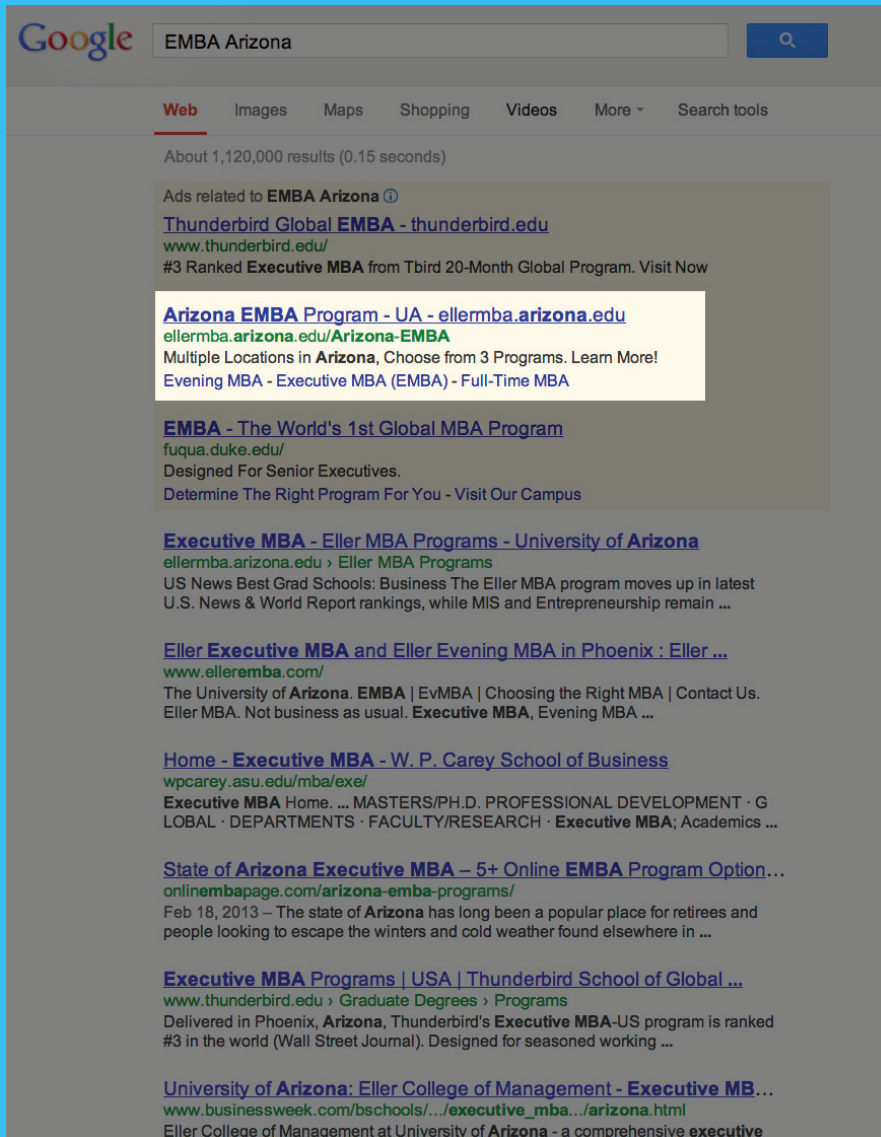 Google
EMBA Arizona
Web Images Maps Shopping Videos More Search tools
About 1,120,000 results (0.15 seconds)
Ads related to EMBA Arizona
Thunderbird Global EMBA - thunderbird.edu
www.thunderbird.edu/
#3 Ranked Executive MBA from Tbird 20-Month Global Program. Visit Now
Arizona EMBA Program - UA - ellermba.arizona.edu
ellermba.arizona.edu/Arizona-EMBA
Multiple Locations in Arizona, Choose from 3 Programs. Learn More!
Evening MBA - Executive MBA (EMBA) - Full-Time MBA
EMBA - The World's 1st Global MBA Program
fuqua.duke.edu/
Designed For Senior Executives.
Determine The Right Program For You - Visit Our Campus
Executive MBA - Eller MBA Programs - University of Arizona
ellermba.arizona.edu › Eller MBA Programs
US News Best Grad Schools: Business The Eller MBA program moves up in latest
U.S. News & World Report rankings, while MIS and Entrepreneurship remain ...
Eller Executive MBA and Eller Evening MBA in Phoenix : Eller ...
www.elleremba.com/
The University of Arizona. EMBA | EvMBA | Choosing the Right MBA | Contact Us.
Eller MBA. Not business as usual. Executive MBA, Evening MBA ...
Home - Executive MBA - W. P. Carey School of Business
wpcarey.asu.edu/mba/exe/
Executive MBA Home. ... MASTERS/PH.D. PROFESSIONAL DEVELOPMENT · G
LOBAL · DEPARTMENTS · FACULTY/RESEARCH · Executive MBA; Academics ...
State of Arizona Executive MBA – 5+ Online EMBA Program Option...
onlinembapage.com/arizona-emba-programs/
Feb 18, 2013 – The state of Arizona has long been a popular place for retirees and
people looking to escape the winters and cold weather found elsewhere in ...
Executive MBA Programs | USA | Thunderbird School of Global ...
www.thunderbird.edu › Graduate Degrees › Programs
Delivered in Phoenix, Arizona, Thunderbird's Executive MBA-US program is ranked
#3 in the world (Wall Street Journal). Designed for seasoned working ...
University of Arizona: Eller College of Management - Executive MB...
www.businessweek.com/bschools/.../executive_mba.../arizona.html
Eller College of Management at University of Arizona - a comprehensive executive